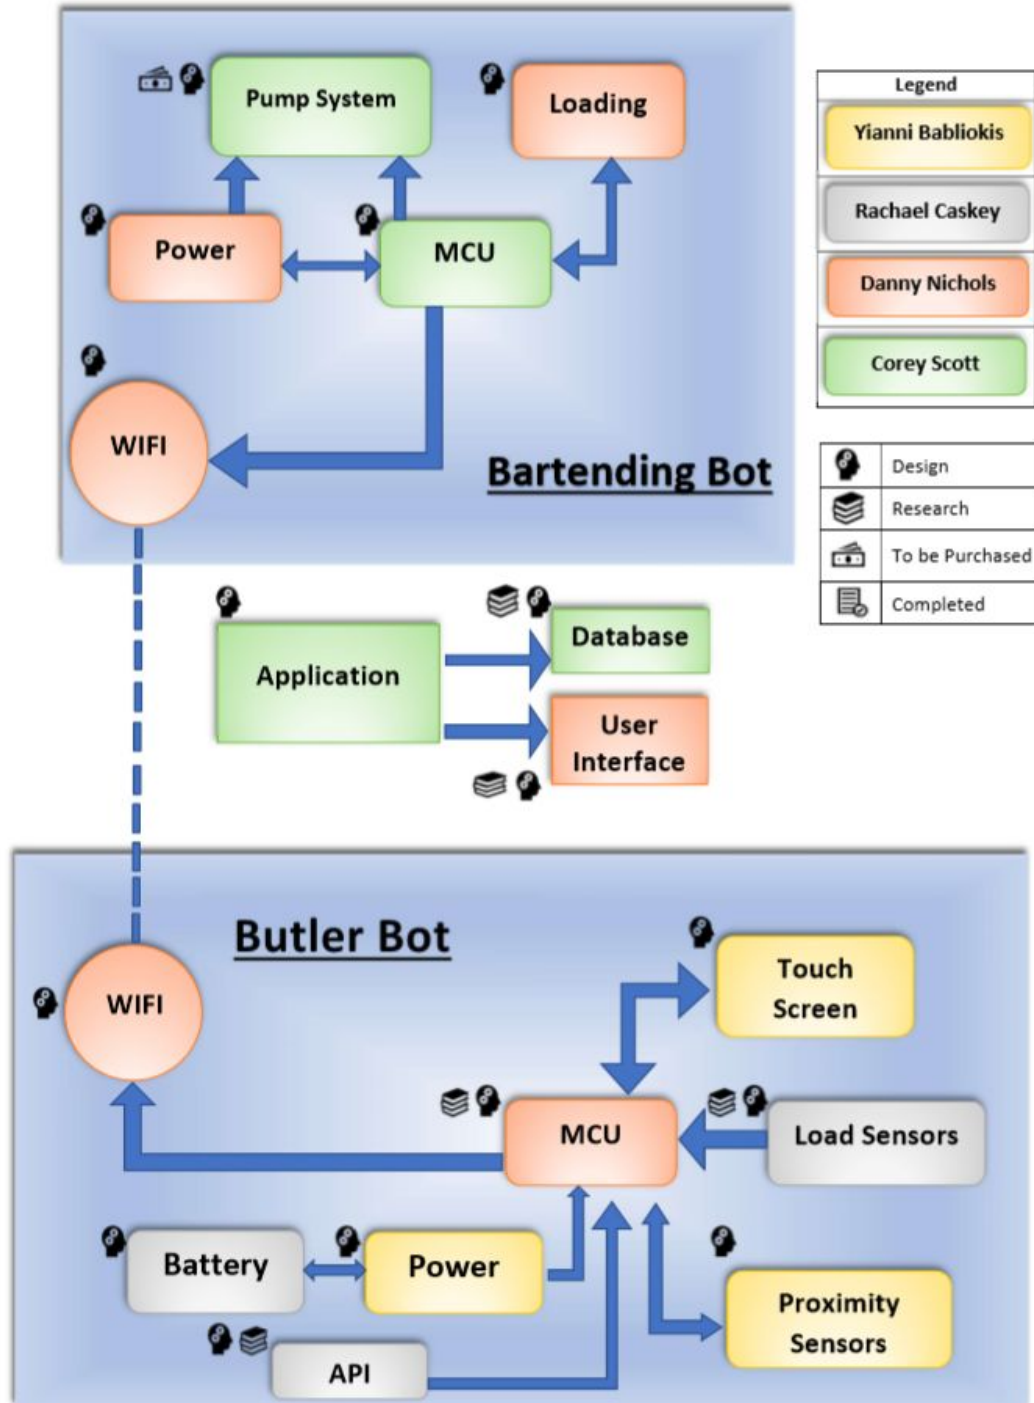 Pump System
Loading
Power
MCU
WIFI
Bartending Bot
Legend
Yianni Babliokis
Rachael Caskey
Danny Nichols
Corey Scott
Design
Research
To be Purchased
Completed
Application
Database
User
Interface
Butler Bot
WIFI
Touch
Screen
MCU
Load Sensors
Battery
Power
Proximity
Sensors
API